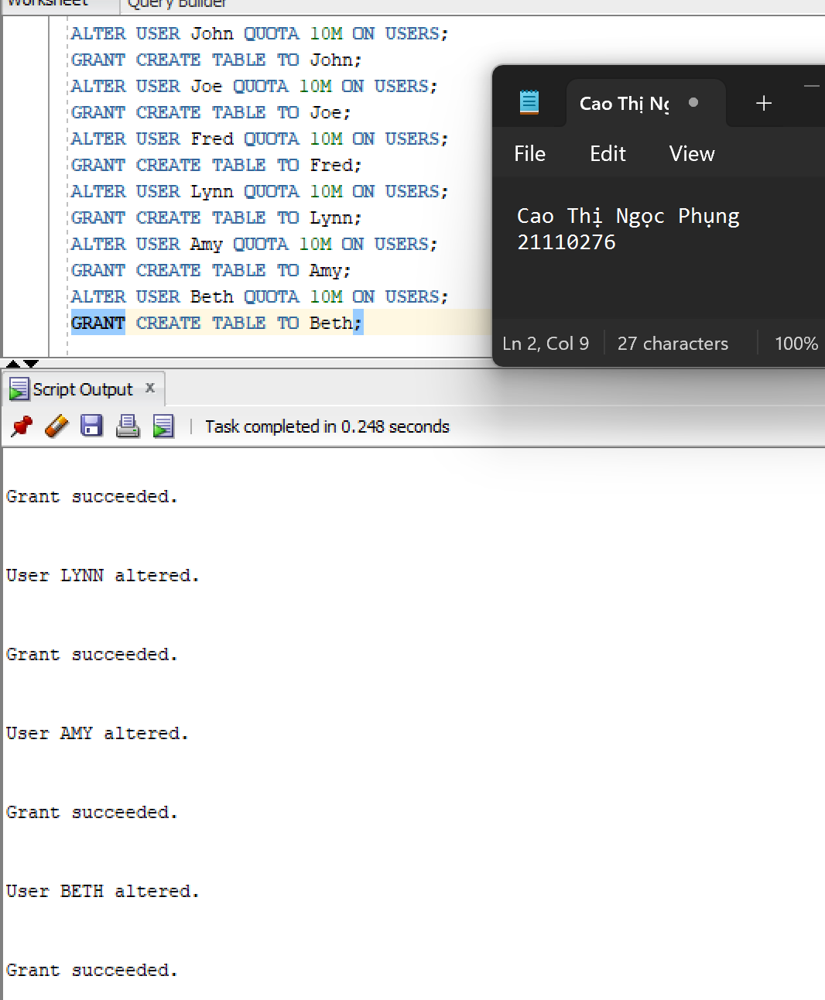 Worksheet Query Builder
ALTER USER John QUOTA 10M ON USERS;
GRANT CREATE TABLE TO John;
ALTER USER Joe QUOTA 10M ON USERS;
GRANT CREATE TABLE TO Joe;
ALTER USER Fred QUOTA 10M ON USERS;
GRANT CREATE TABLE TO Fred;
ALTER USER Lynn QUOTA 10M ON USERS;
GRANT CREATE TABLE TO Lynn;
ALTER USER Amy QUOTA 10M ON USERS;
GRANT CREATE TABLE TO Amy;
ALTER USER Beth QUOTA 10M ON USERS;
GRANT CREATE TABLE TO Beth;
Cao Thị Ng
File Edit View
Cao Thị Ngọc Phụng
21110276
Ln 2, Col 9 27 characters 100%
Script Output x
Task completed in 0.248 seconds
Grant succeeded.
User LYNN altered.
Grant succeeded.
User AMY altered.
Grant succeeded.
User BETH altered.
Grant succeeded.